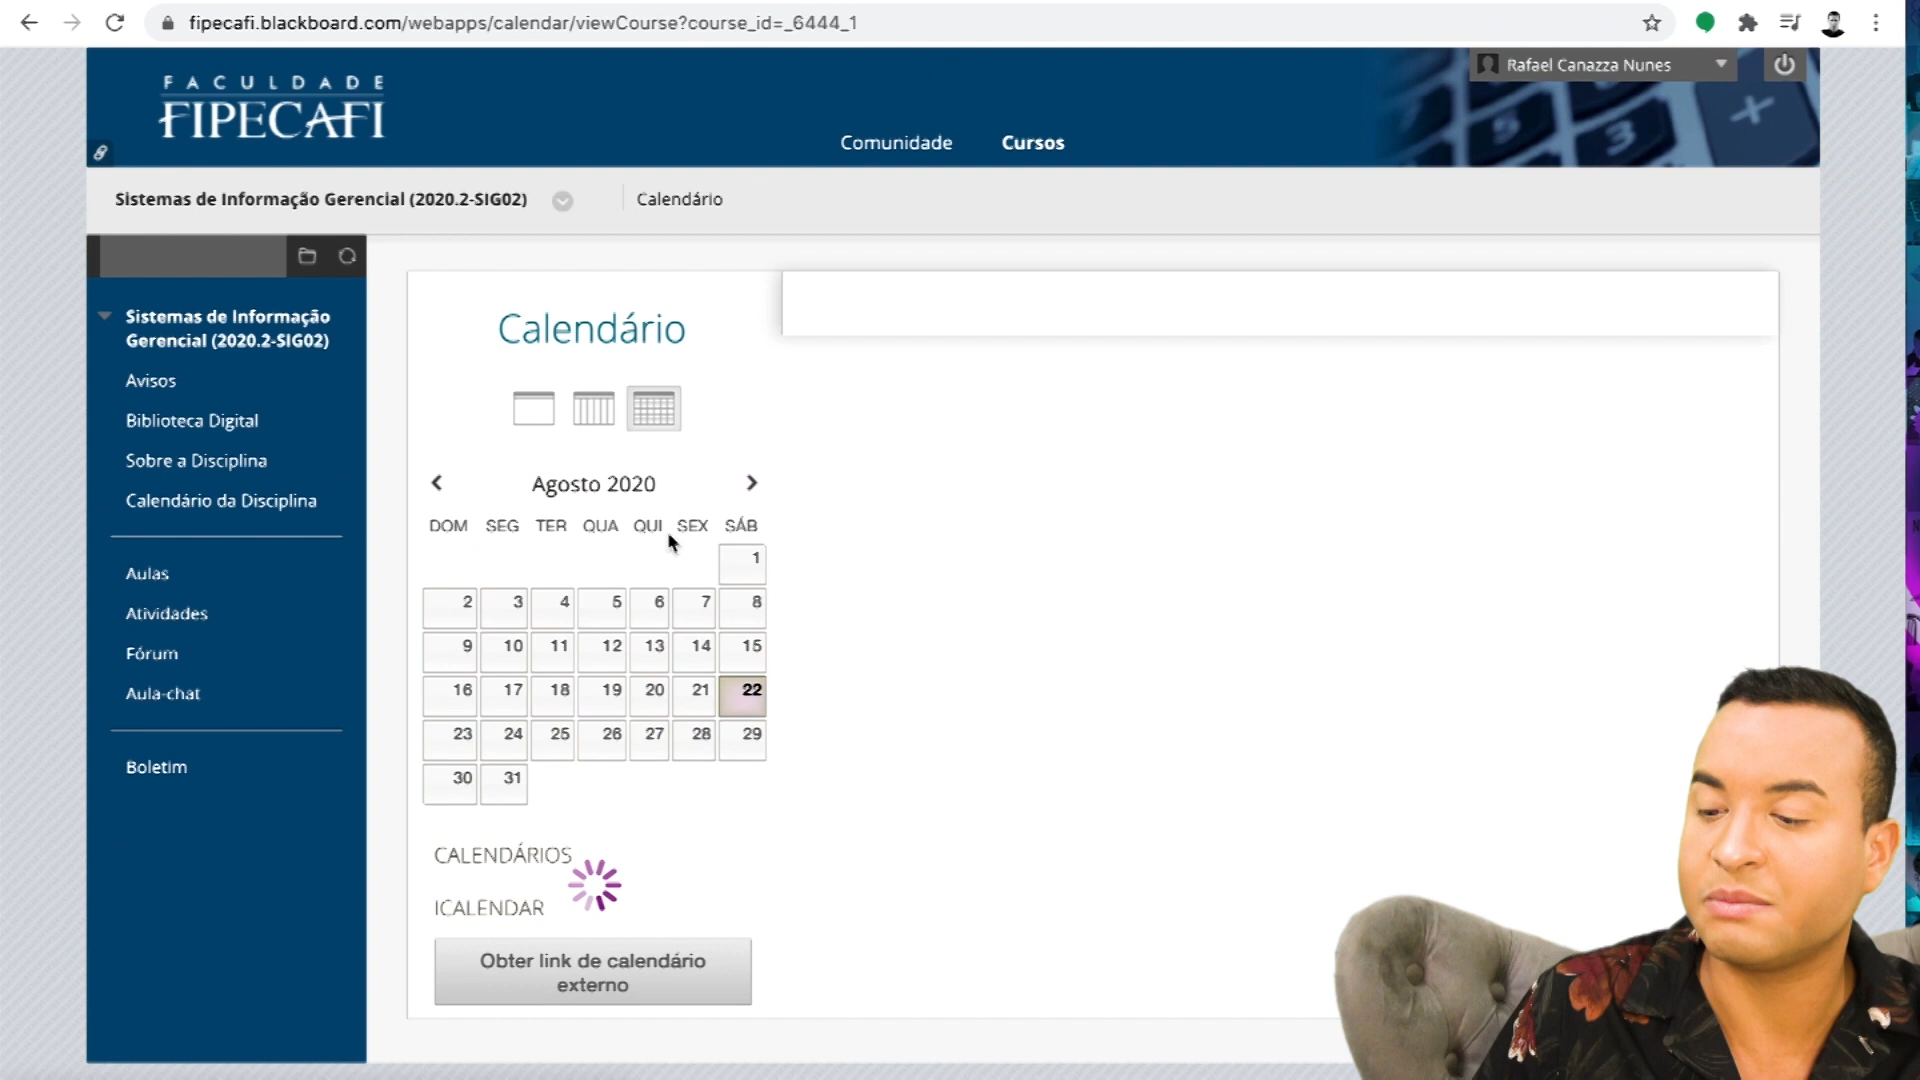 fipecafi.blackboard.com/webapps/calendar/viewCourse?course_id=_6444_1
FACULDADE
FIPECAFI
Rafael Canazza Nunes
Comunidade
Cursos
Sistemas de Informação Gerencial (2020.2-SIG02)
Calendário
Sistemas de Informação
Gerencial (2020.2-SIG02)
Avisos
Biblioteca Digital
Sobre a Disciplina
Calendário da Disciplina
Aulas
Atividades
Fórum
Aula-chat
Boletim
Calendário
Agosto 2020
DOM SEG TER QUA QUI SEX SÁB
1
2 3 4 5 6 7 8
9 10 11 12 13 14 15
16 17 18 19 20 21 22
23 24 25 26 27 28 29
30 31
CALENDÁRIOS
ICALENDAR
Obter link de calendário
externo
5
3